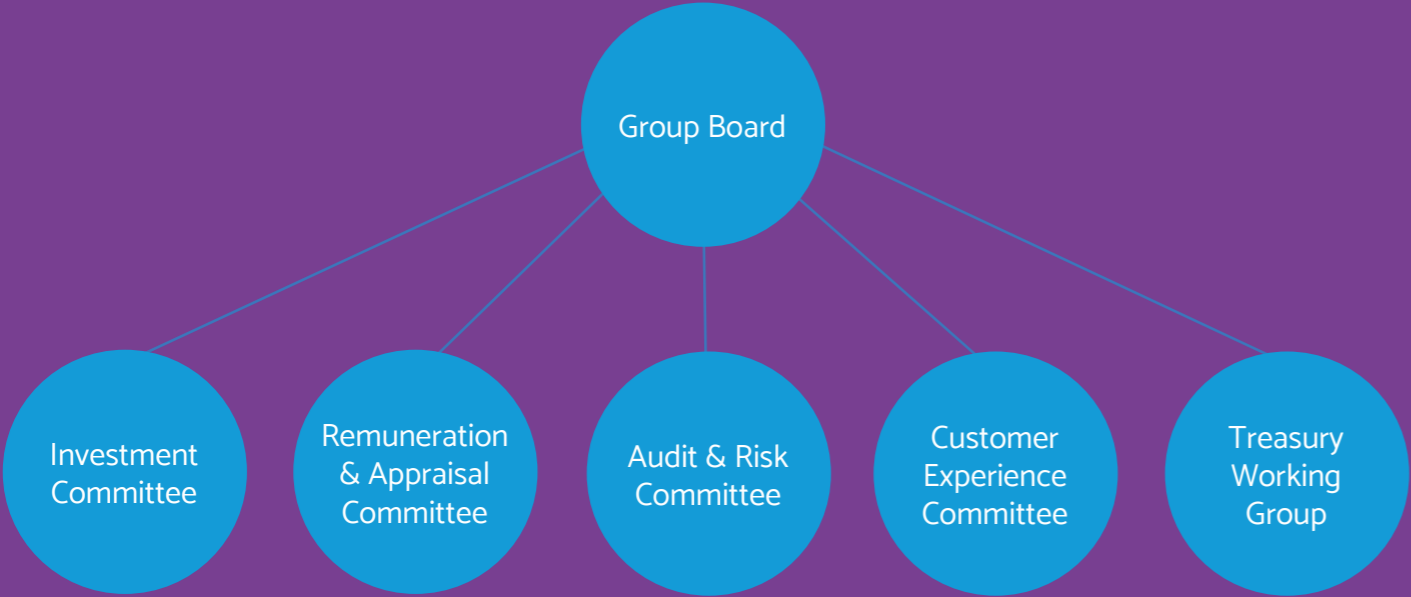 Group Board
Investment
Committee
Remuneration
& Appraisal
Committee
Audit & Risk
Committee
Customer
Experience
Committee
Treasury
Working
Group